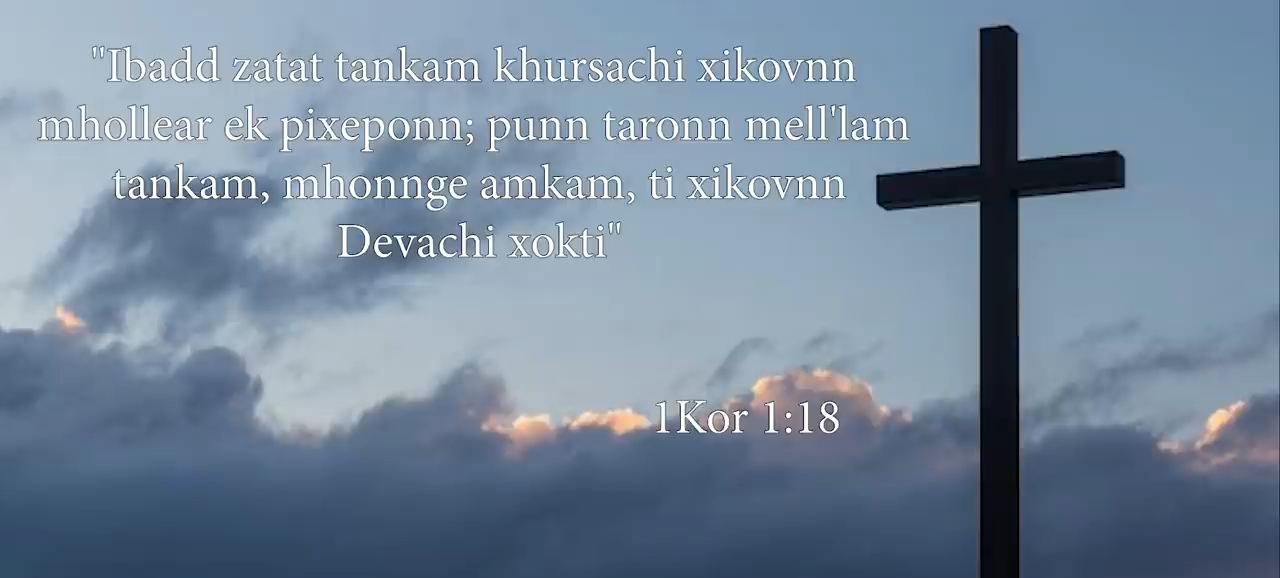 "Ibadd zatat tankam khursachi xikovnn
mhollear ek pixeponn; punn taronn mell'lam
tankam, mhonnge amkam, ti xikovnn
Devachi xokti"
1Kor 1:18